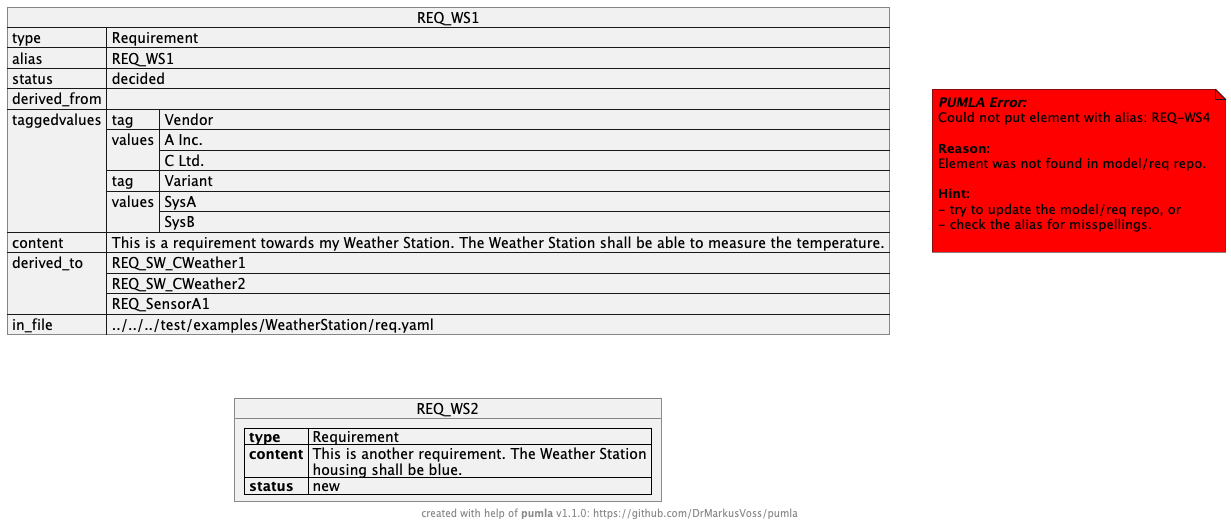 REQ_WS1
type Requirement
alias REQ_WS1
status decided
derived_from
taggedvalues tag Vendor
values A Inc.
C Ltd.
tag Variant
values SysA
SysB
content This is a requirement towards my Weather Station. The Weather Station shall be able to measure the temperature.
derived_to REQ_SW_CWeather1
REQ_SW_CWeather2
REQ_SensorA1
in_file ../../../test/examples/WeatherStation/req.yaml
PUMLA Error:
Could not put element with alias: REQ-WS4
Reason:
Element was not found in model/req repo.
Hint:
- try to update the model/req repo, or
- check the alias for misspellings.
REQ_WS2
type Requirement
content This is another requirement. The Weather Station
housing shall be blue.
status new
created with help of pumla v1.1.0: https://github.com/DrMarkusVoss/pumla